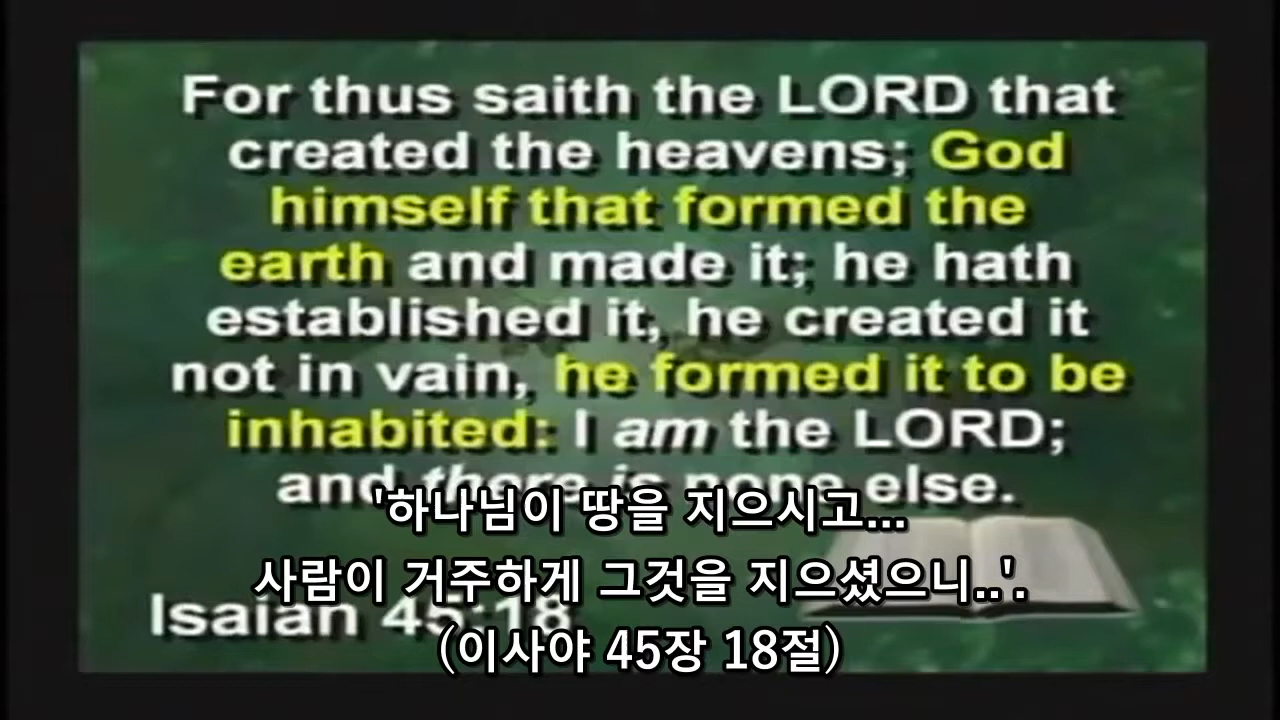 For thus saith the LORD that
created the heavens; God
himself that formed the
earth and made it; he hath
established it, he created it
not in vain, he formed it to be
inhabited: I am the LORD;
and there is none else.
'하나님이 땅을 지으시고...
사람이 거주하게 그것을 지으셨으니..'.
Isaiah 45:18
(이사야 45장 18절)